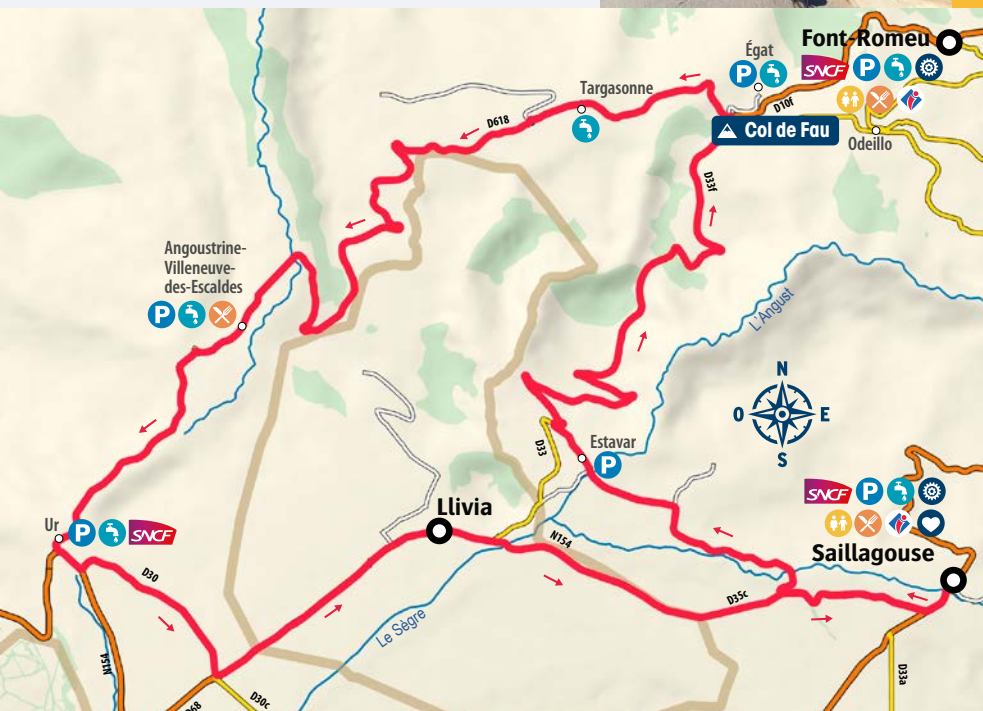 Font-Romeu
SNCF P
Égat
P
Targasonne
D10f
Col de Fau
Odeillo
D618
D33f
Angoustrine-
Villeneuve-
des-Escaldes
P
L'Angust
N
O E
S
D33
Estavar
P
SNCF P
Saillagouse
Llivia
N154
D35c
Ur
P SNCF
D30
Le Sègre
N154
D30c
D33a